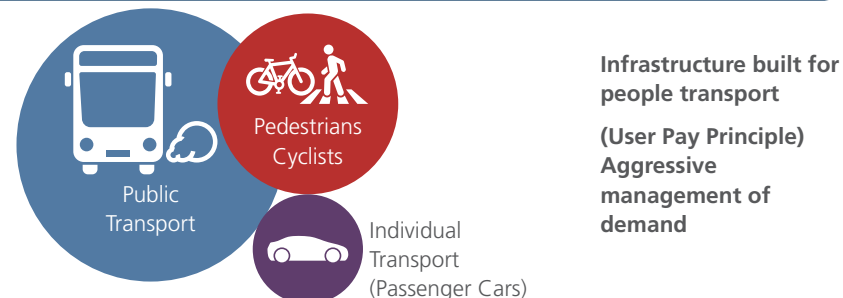 Public
Transport
Pedestrians
Cyclists
Individual
Transport
(Passenger Cars)
Infrastructure built for
people transport
(User Pay Principle)
Aggressive
management of
demand